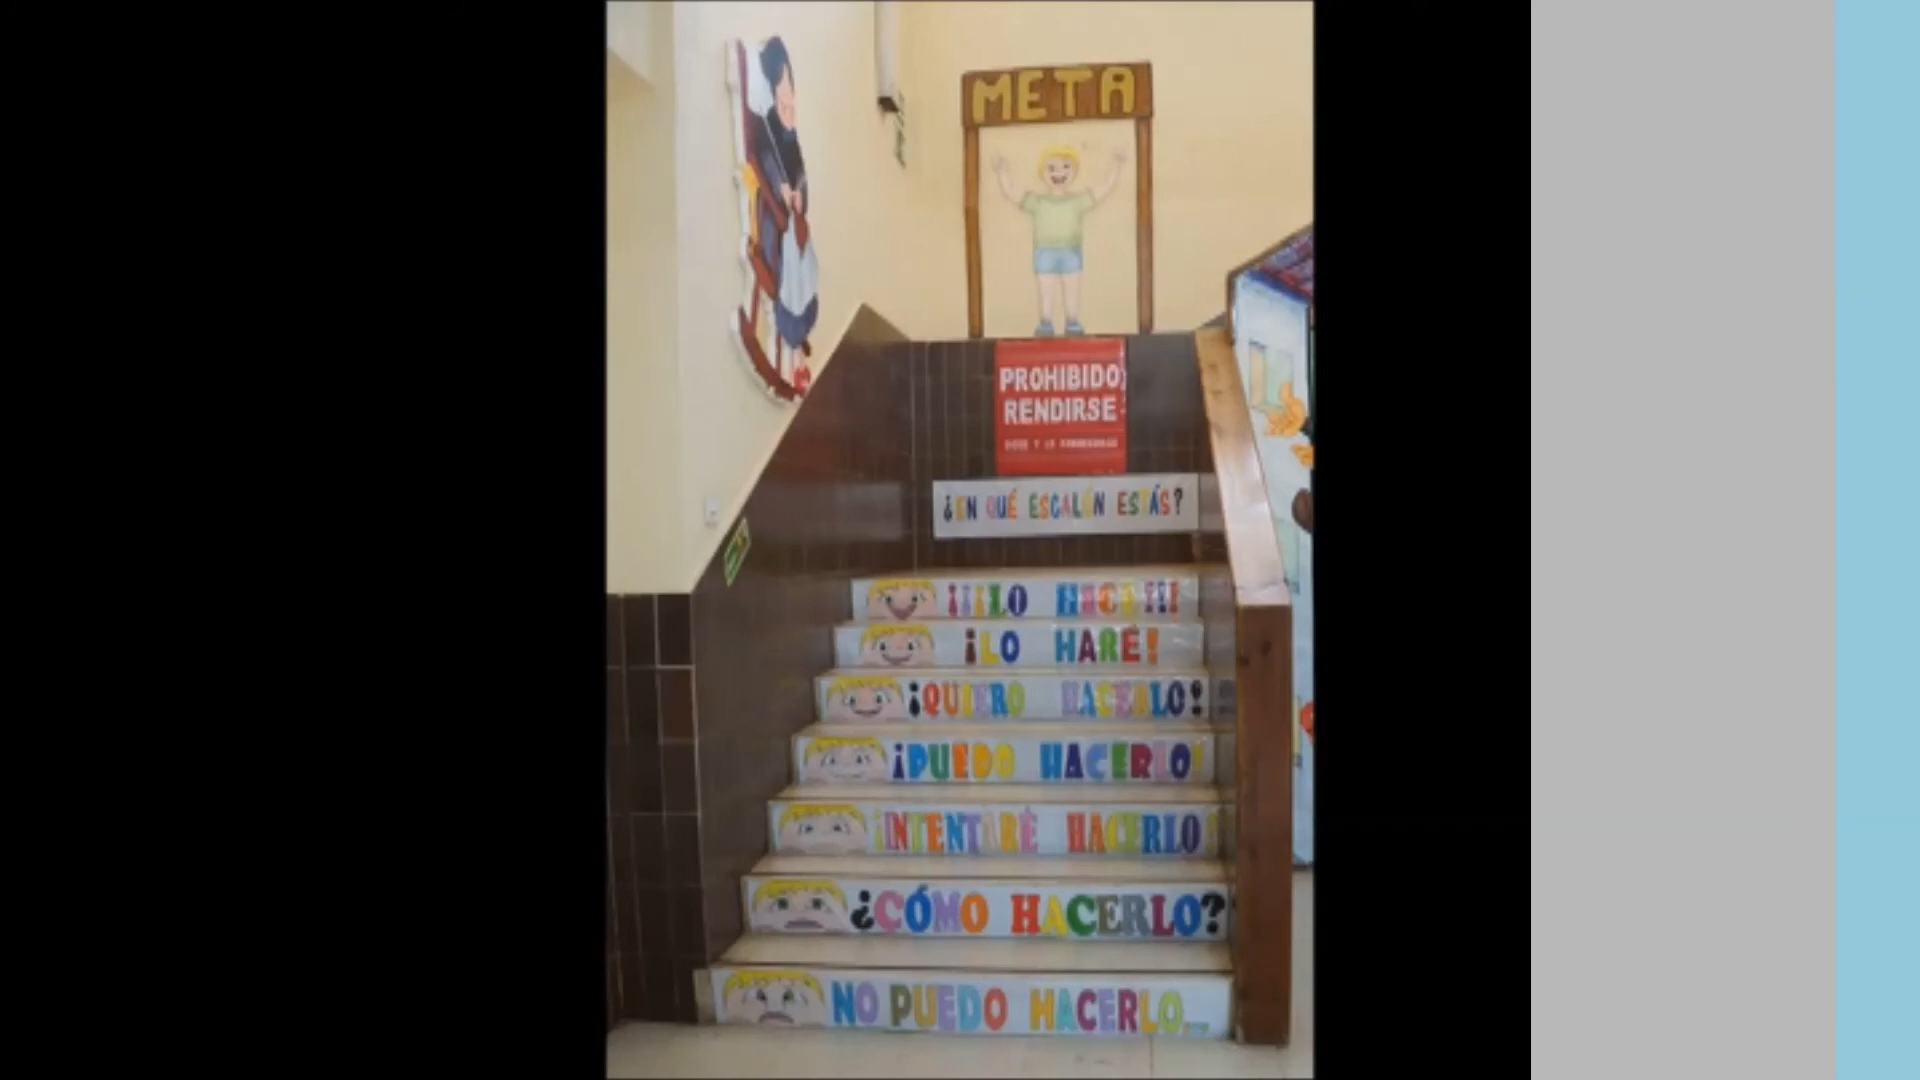 META
PROHIBIDO
RENDIRSE
¿EN QUÉ ESCALÓN ESTÁS?
¡¡¡LO HICE!!!
¡LO HARÉ!
¡QUIERO HACERLO!
¡PUEDO HACERLO!
¡INTENTARÉ HACERLO!
¿CÓMO HACERLO?
NO PUEDO HACERLO...